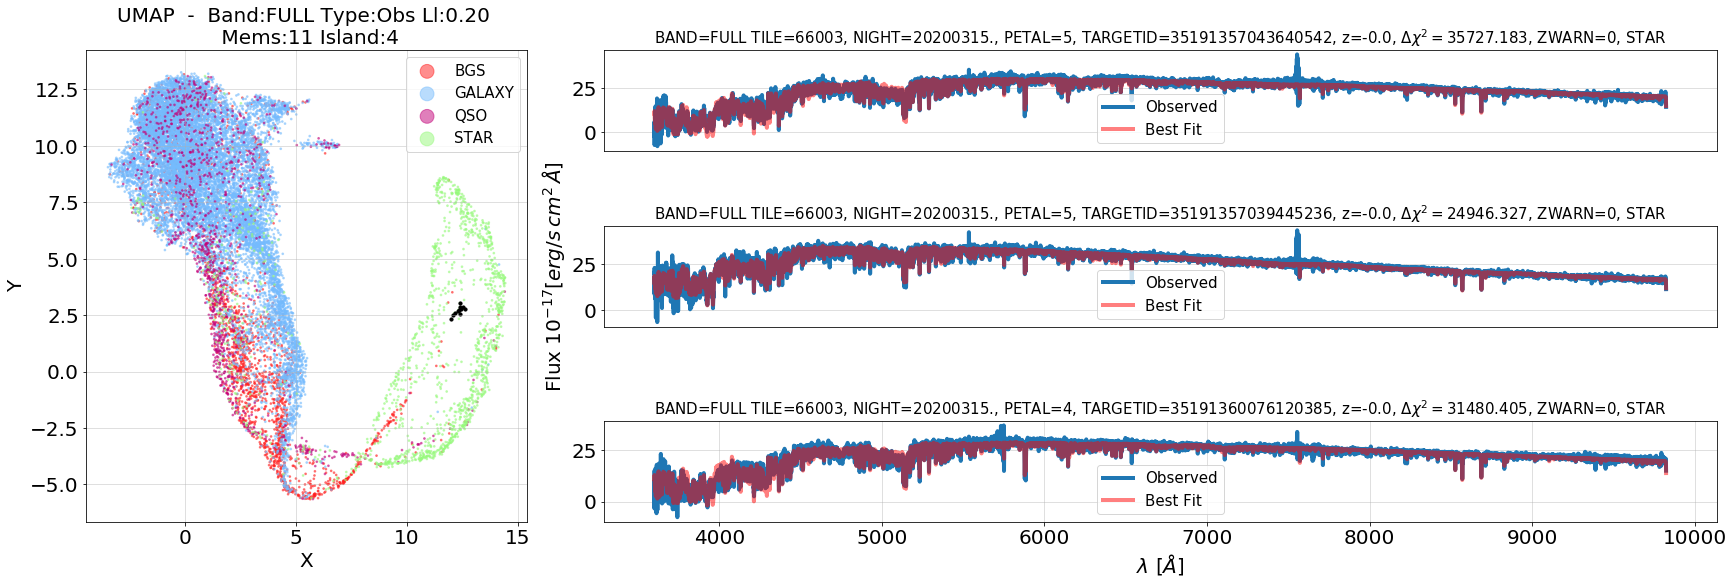 UMAP  -  Band:FULL Type:Obs Ll:0.20
Mems:11 Island:4
BGS
GALAXY
QSO
STAR
12.5
10.0
7.5
5.0
2.5
0.0
−2.5
−5.0
Y
0
5
10
15
X
Flux 10⁻¹⁷[erg/s cm² Å]
BAND=FULL TILE=66003, NIGHT=20200315., PETAL=5, TARGETID=35191357043640542, z=-0.0, Δχ² = 35727.183, ZWARN=0, STAR
25
0
Observed
Best Fit
BAND=FULL TILE=66003, NIGHT=20200315., PETAL=5, TARGETID=35191357039445236, z=-0.0, Δχ² = 24946.327, ZWARN=0, STAR
25
0
Observed
Best Fit
BAND=FULL TILE=66003, NIGHT=20200315., PETAL=4, TARGETID=35191360076120385, z=-0.0, Δχ² = 31480.405, ZWARN=0, STAR
25
0
Observed
Best Fit
4000
5000
6000
7000
8000
9000
10000
λ [Å]